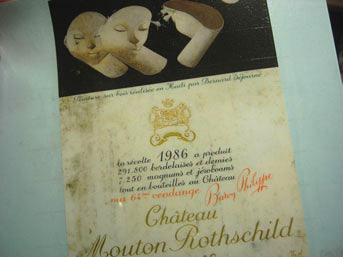 Peinture sur bois réalisée en Haiti par Bernard Séjourné
la récolte 1986 a produit
291.800 bordelaises et demies
7.250 magnums et jéroboams
tout en bouteilles au Château
ma 64ème vendange Baron Philippe
Château
Mouton Rothschild